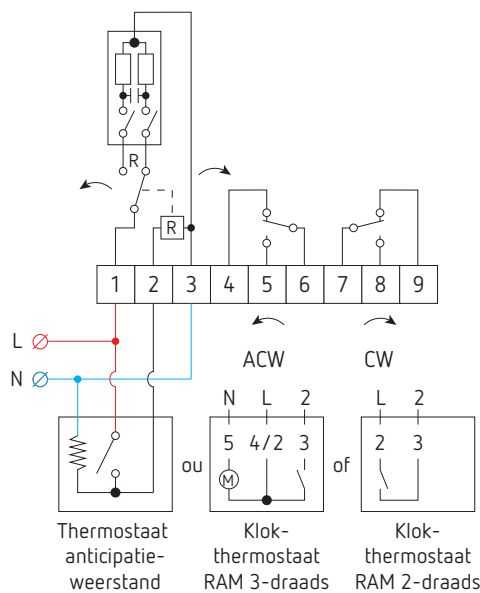 R
R
1 2 3 4 5 6 7 8 9
L
N
ACW CW
N L 2
L 2
5 4/2 3
2 3
M
ou
of
Thermostaat
anticipatie-
weerstand
Klok-
thermostaat
RAM 3-draads
Klok-
thermostaat
RAM 2-draads